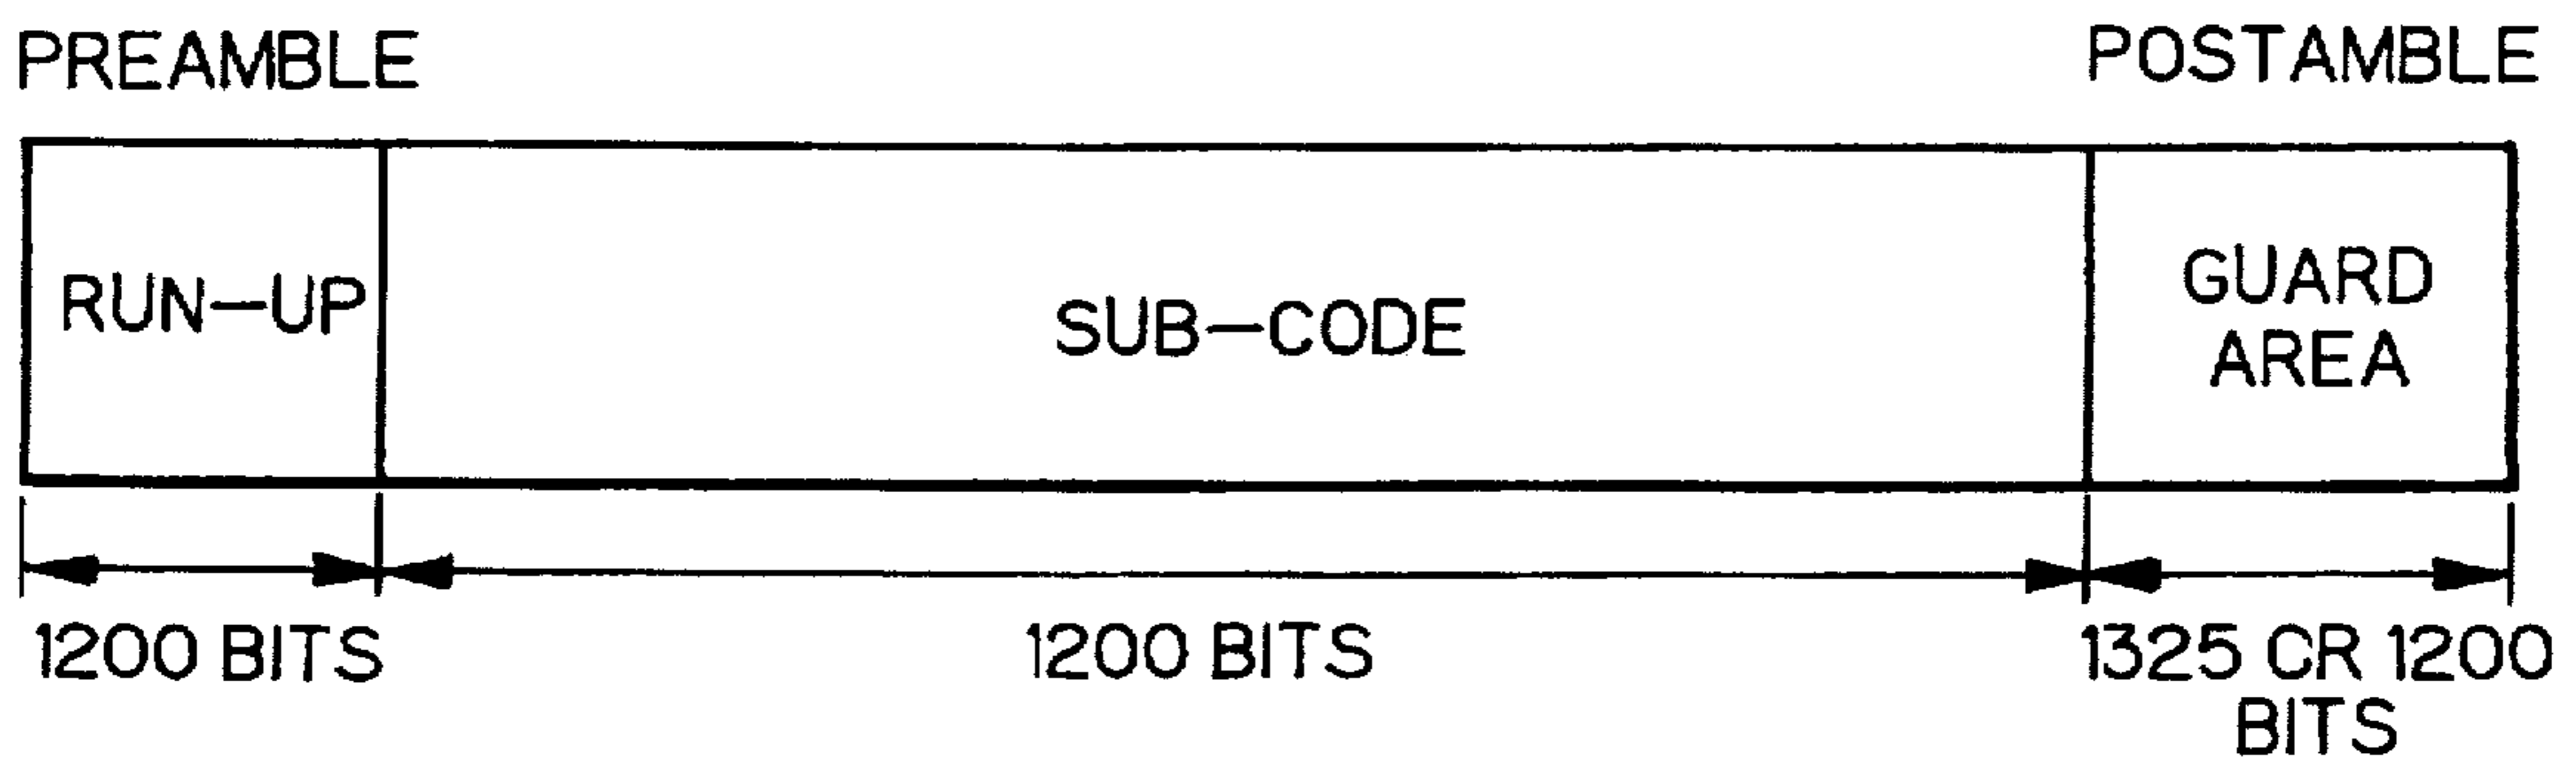 PREAMBLE
POSTAMBLE
RUN-UP
SUB-CODE
GUARD
AREA
1200 BITS
1200 BITS
1325 CR 1200
BITS